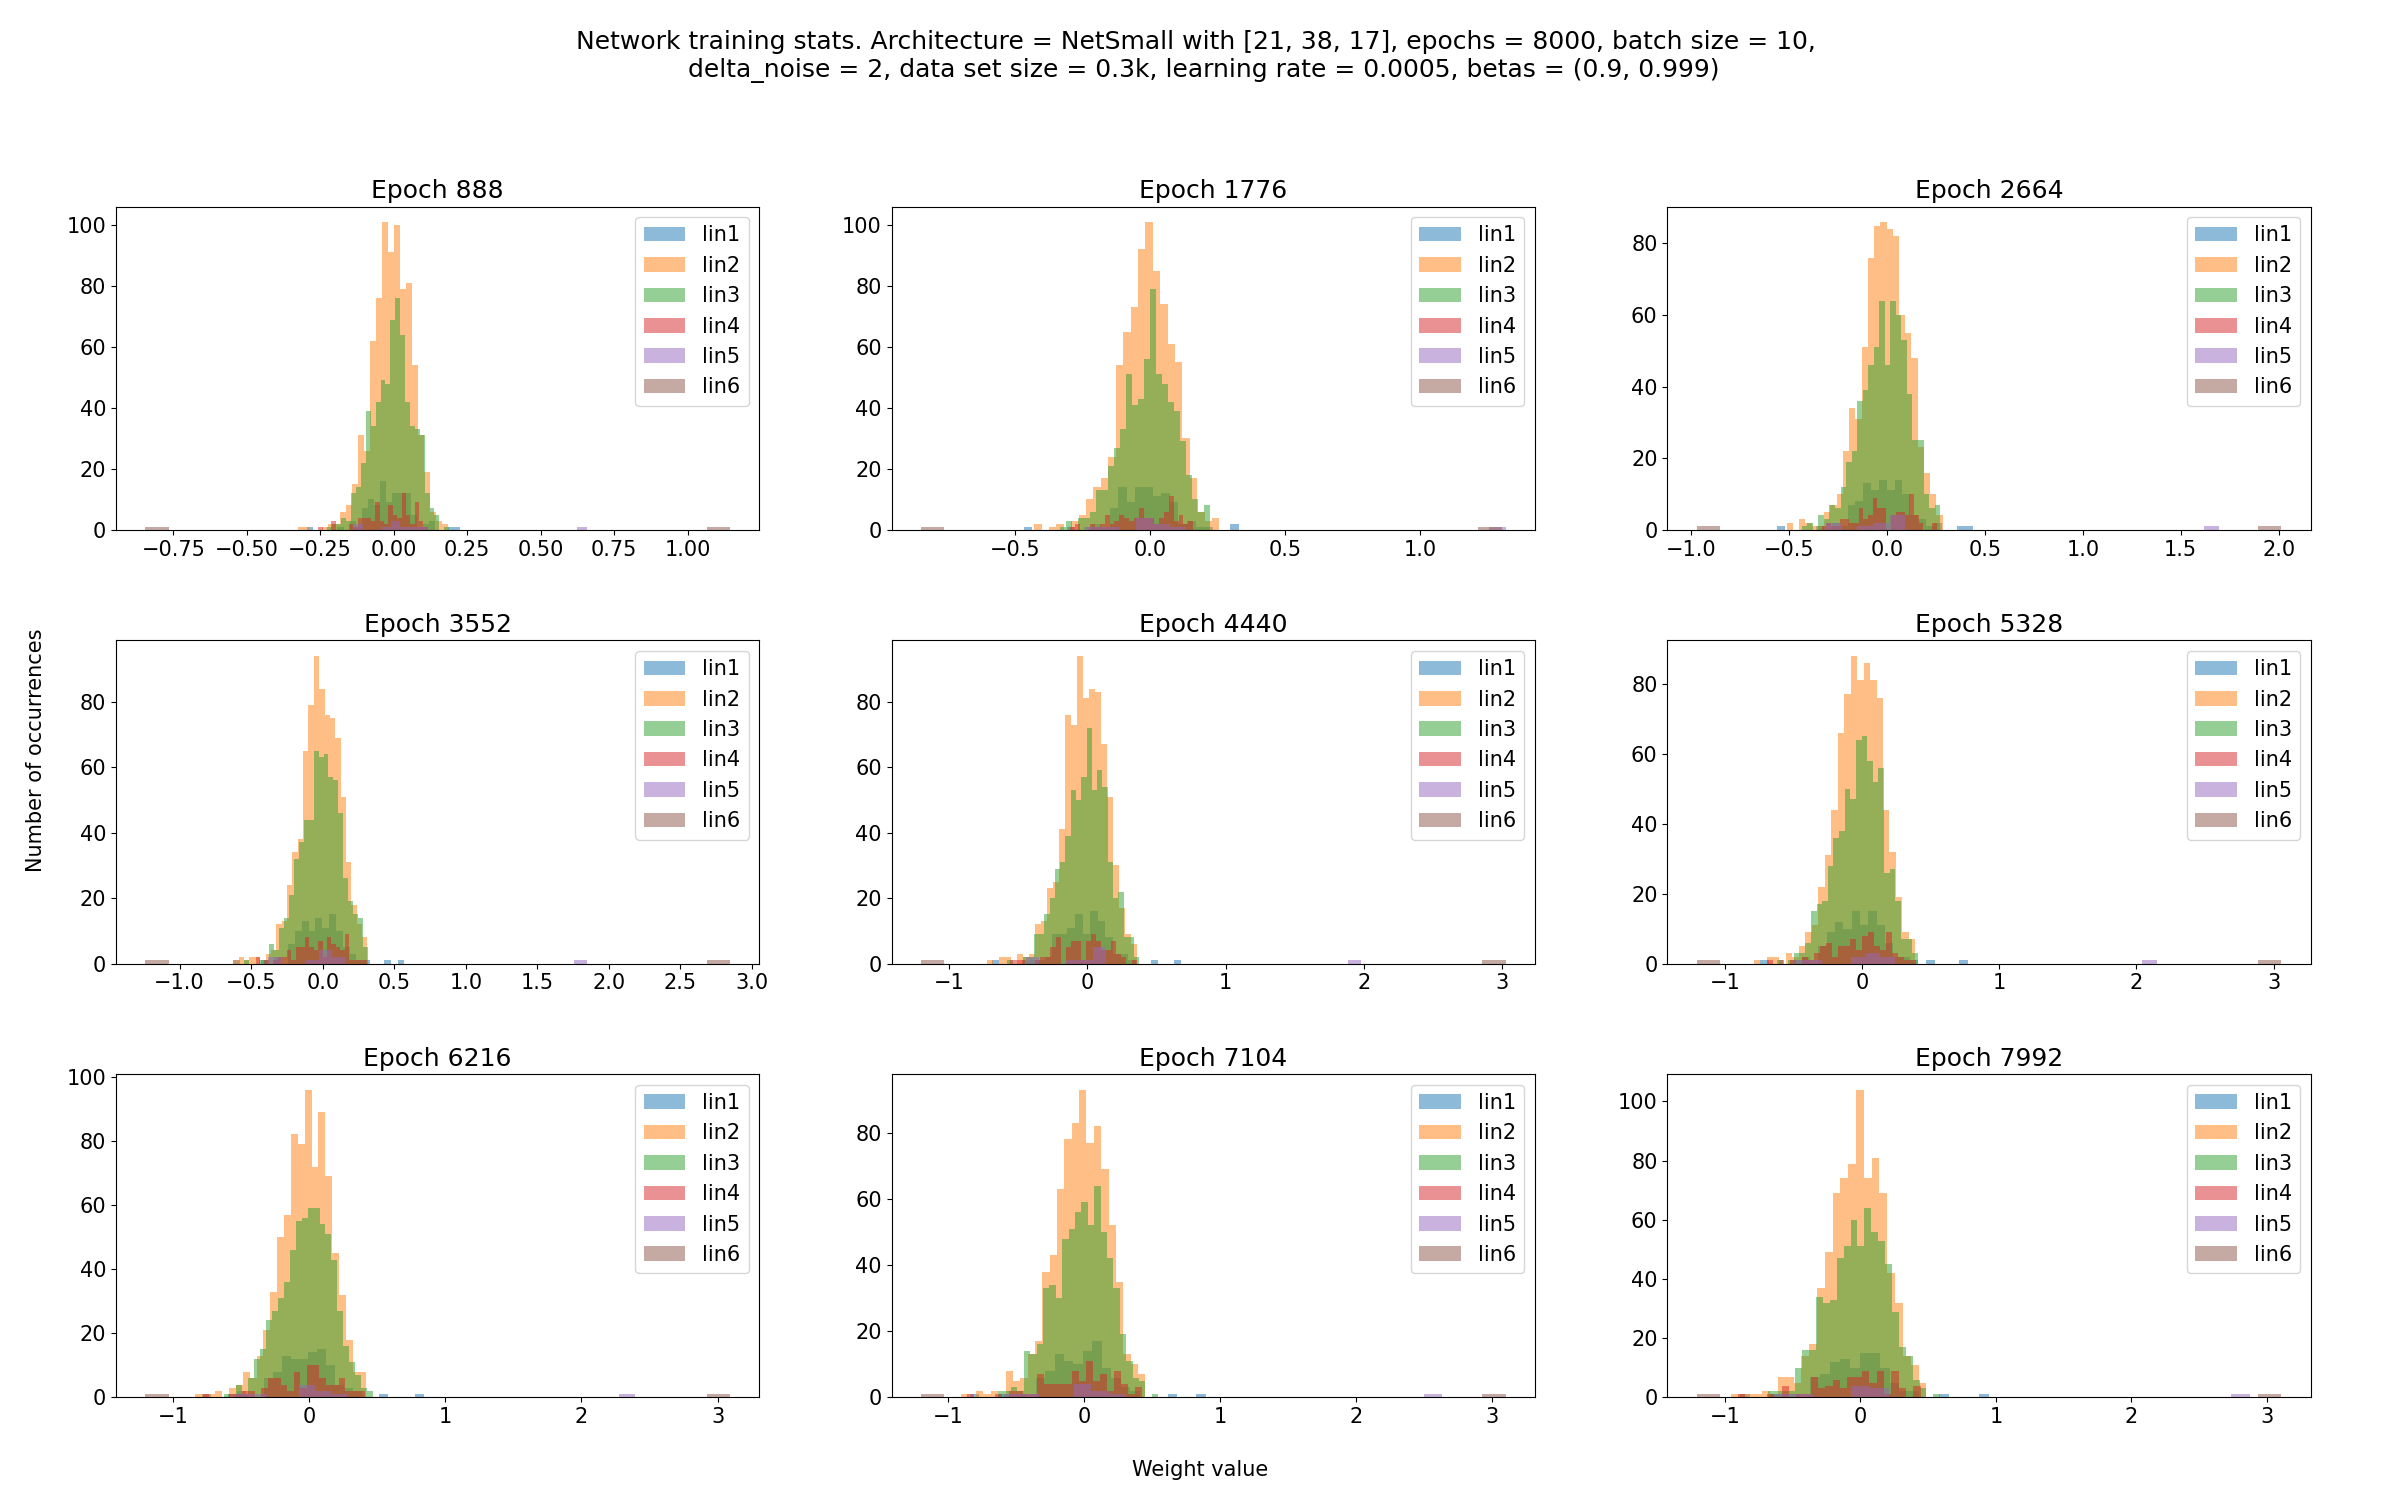 Network training stats. Architecture = NetSmall with [21, 38, 17], epochs = 8000, batch size = 10,
delta_noise = 2, data set size = 0.3k, learning rate = 0.0005, betas = (0.9, 0.999)
Epoch 888
100
80
60
40
20
0
−0.75 −0.50 −0.25 0.00 0.25 0.50 0.75 1.00
lin1
lin2
lin3
lin4
lin5
lin6
Epoch 1776
100
80
60
40
20
0
−0.5 0.0 0.5 1.0
lin1
lin2
lin3
lin4
lin5
lin6
Epoch 2664
80
60
40
20
0
−1.0 −0.5 0.0 0.5 1.0 1.5 2.0
lin1
lin2
lin3
lin4
lin5
lin6
Number of occurrences
Epoch 3552
80
60
40
20
0
−1.0 −0.5 0.0 0.5 1.0 1.5 2.0 2.5 3.0
lin1
lin2
lin3
lin4
lin5
lin6
Epoch 4440
80
60
40
20
0
−1 0 1 2 3
lin1
lin2
lin3
lin4
lin5
lin6
Epoch 5328
80
60
40
20
0
−1 0 1 2 3
lin1
lin2
lin3
lin4
lin5
lin6
Epoch 6216
100
80
60
40
20
0
−1 0 1 2 3
lin1
lin2
lin3
lin4
lin5
lin6
Epoch 7104
80
60
40
20
0
−1 0 1 2 3
lin1
lin2
lin3
lin4
lin5
lin6
Epoch 7992
100
80
60
40
20
0
−1 0 1 2 3
lin1
lin2
lin3
lin4
lin5
lin6
Weight value